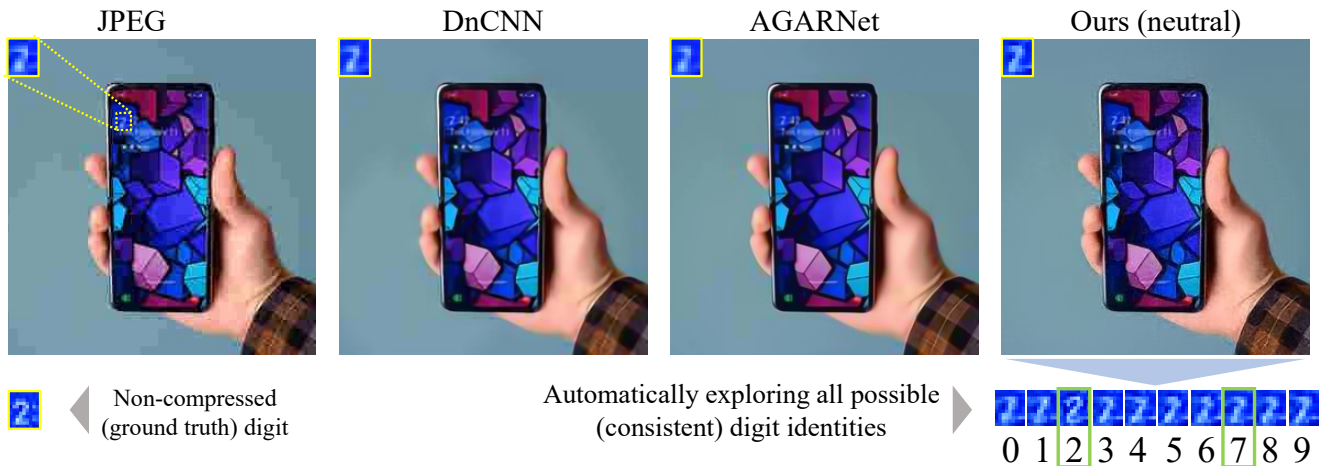 JPEG
DnCNN
AGARNet
Ours (neutral)
2
Non-compressed
(ground truth) digit
Automatically exploring all possible
(consistent) digit identities
0 1 2 3 4 5 6 7 8 9